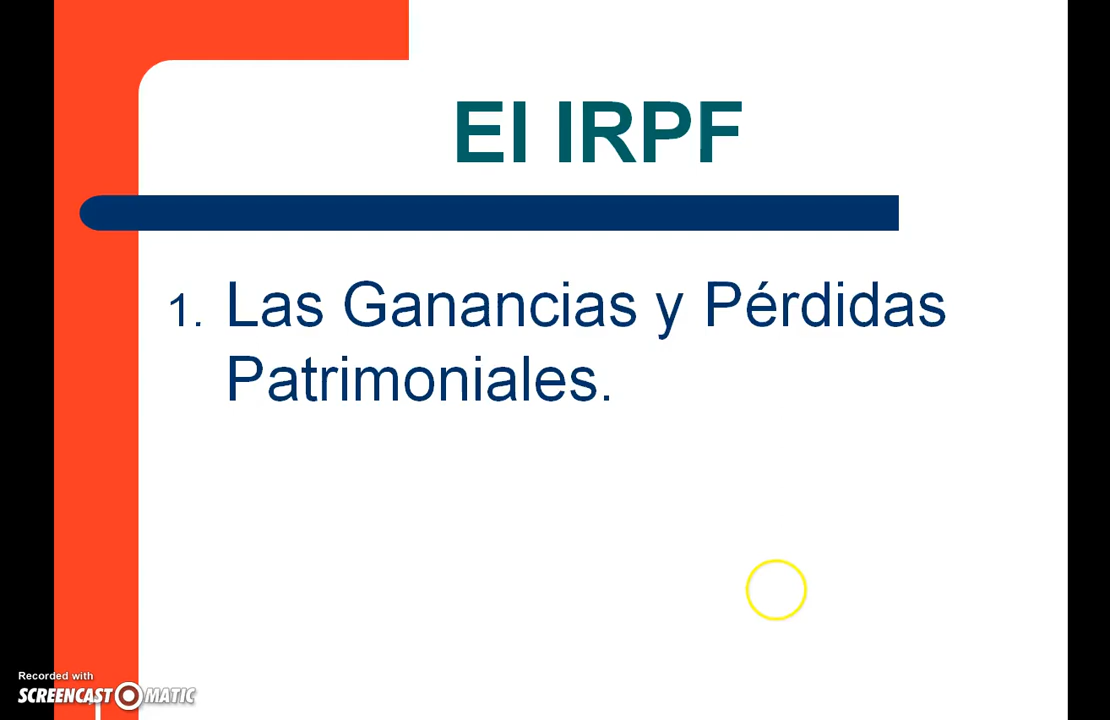 El IRPF
1. Las Ganancias y Pérdidas
Patrimoniales.
Recorded with
SCREENCAST O MATIC